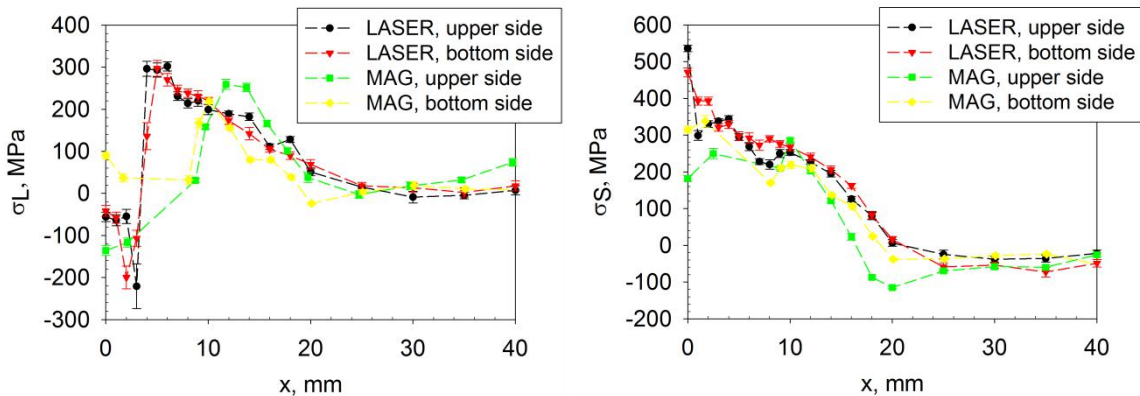 400
300
200
100
0
-100
-200
-300
σL, MPa
0 10 20 30 40
x, mm
LASER, upper side
LASER, bottom side
MAG, upper side
MAG, bottom side
600
500
400
300
200
100
0
-100
-200
σS, MPa
0 10 20 30 40
x, mm
LASER, upper side
LASER, bottom side
MAG, upper side
MAG, bottom side